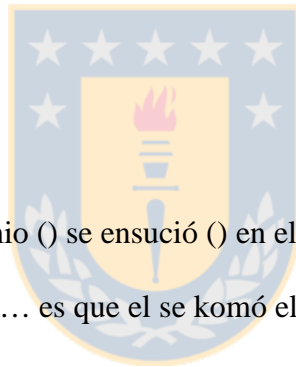 nio () se ensució () en el
… es que el se komó el